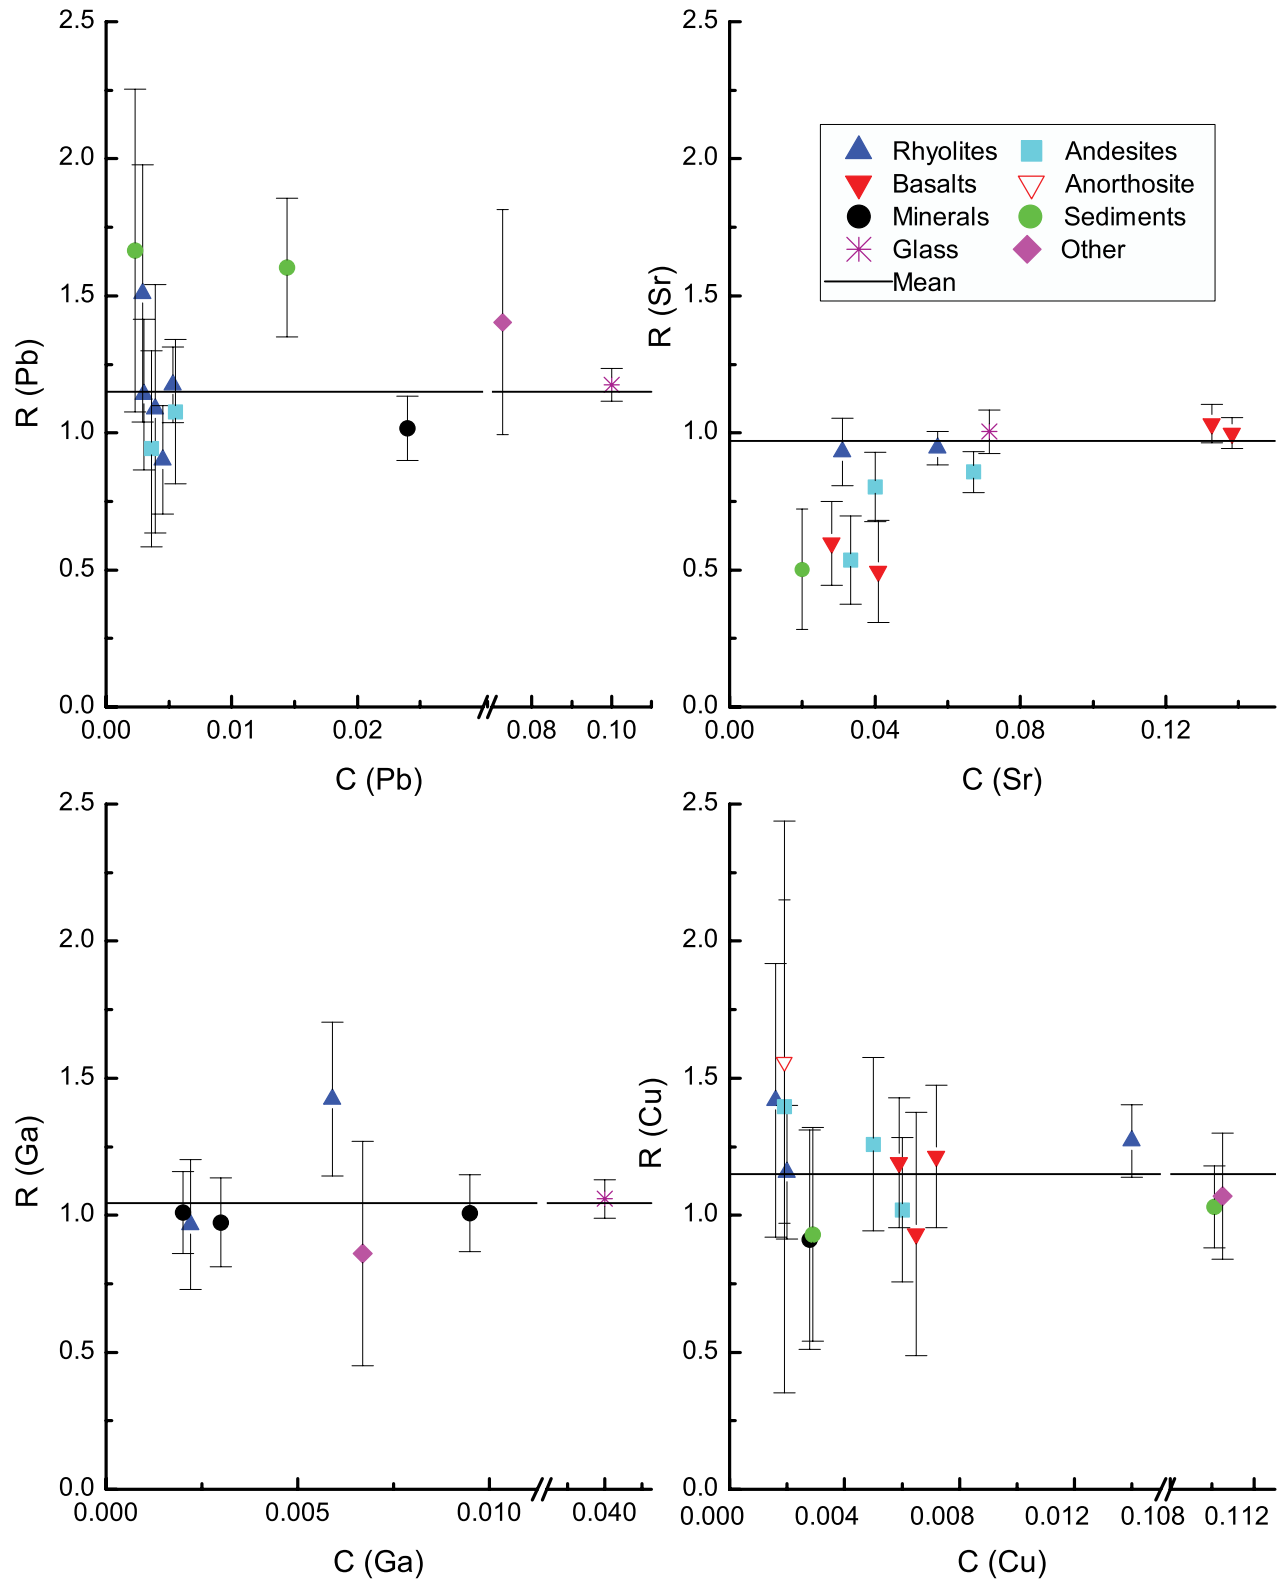 2.5
2.0
1.5
1.0
0.5
0.0
R (Pb)
0.00 0.01 0.02 0.08 0.10
C (Pb)
2.5
2.0
1.5
1.0
0.5
0.0
R (Sr)
Rhyolites Andesites
Basalts Anorthosite
Minerals Sediments
Glass Other
Mean
0.00 0.04 0.08 0.12
C (Sr)
2.5
2.0
1.5
1.0
0.5
0.0
R (Ga)
0.000 0.005 0.010 0.040
C (Ga)
2.5
2.0
1.5
1.0
0.5
0.0
R (Cu)
0.000 0.004 0.008 0.012 0.108 0.112
C (Cu)